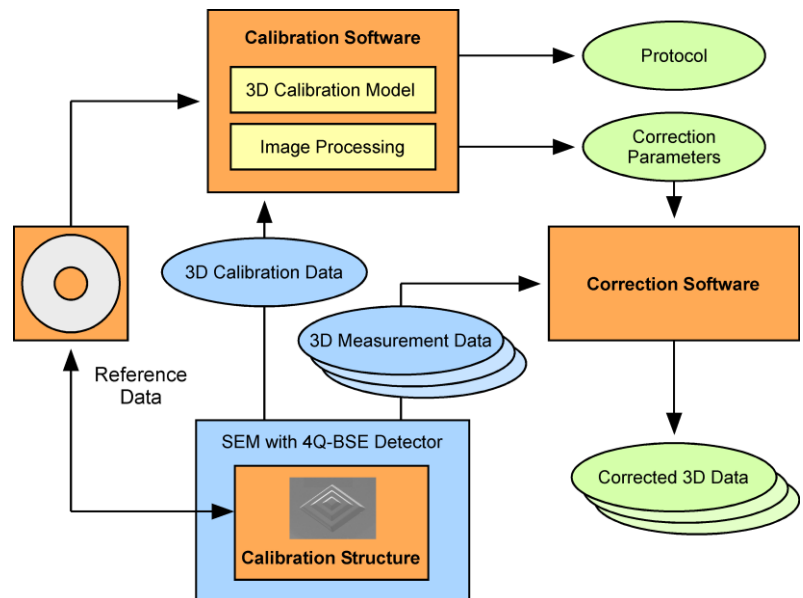 Calibration Software
3D Calibration Model
Image Processing
Protocol
Correction
Parameters
3D Calibration Data
Correction Software
3D Measurement Data
Reference
Data
SEM with 4Q-BSE Detector
Calibration Structure
Corrected 3D Data